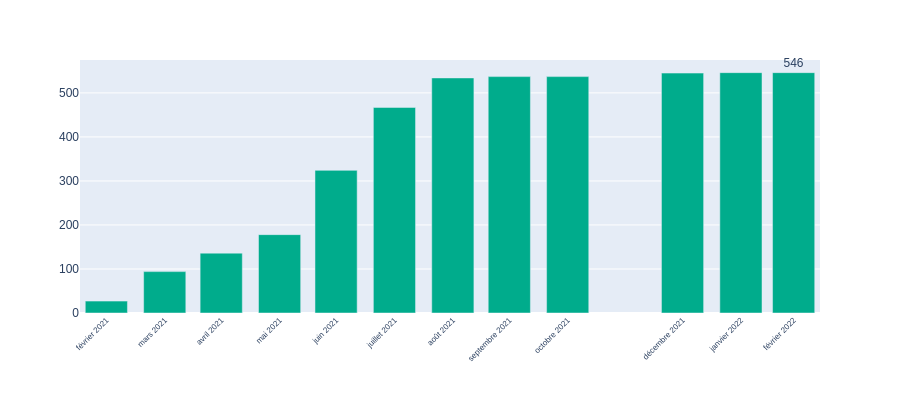 546
500
400
300
200
100
0
février 2021
mars 2021
avril 2021
mai 2021
juin 2021
juillet 2021
août 2021
septembre 2021
octobre 2021
décembre 2021
janvier 2022
février 2022